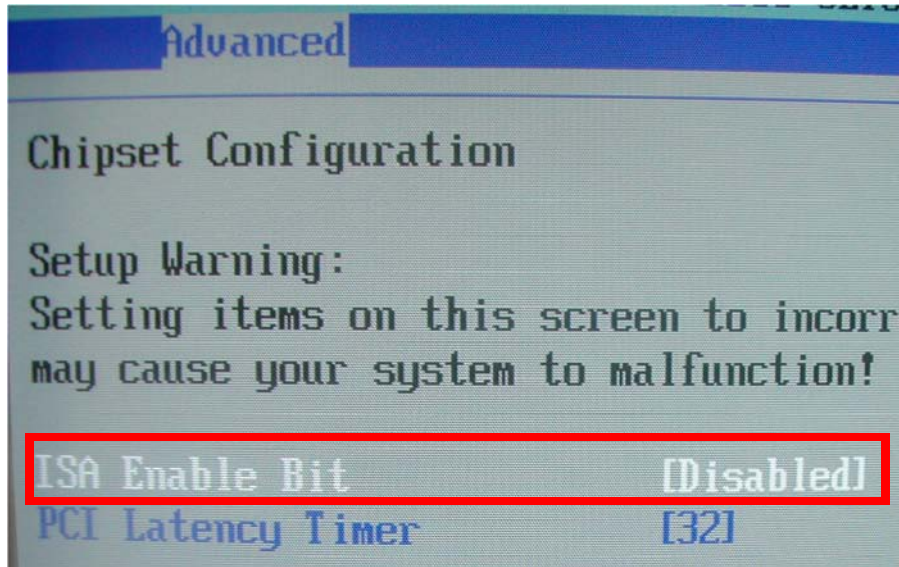 Advanced
Chipset Configuration
Setup Warning:
Setting items on this screen to incorr
may cause your system to malfunction!
ISA Enable Bit [Disabled]
PCI Latency Timer [32]